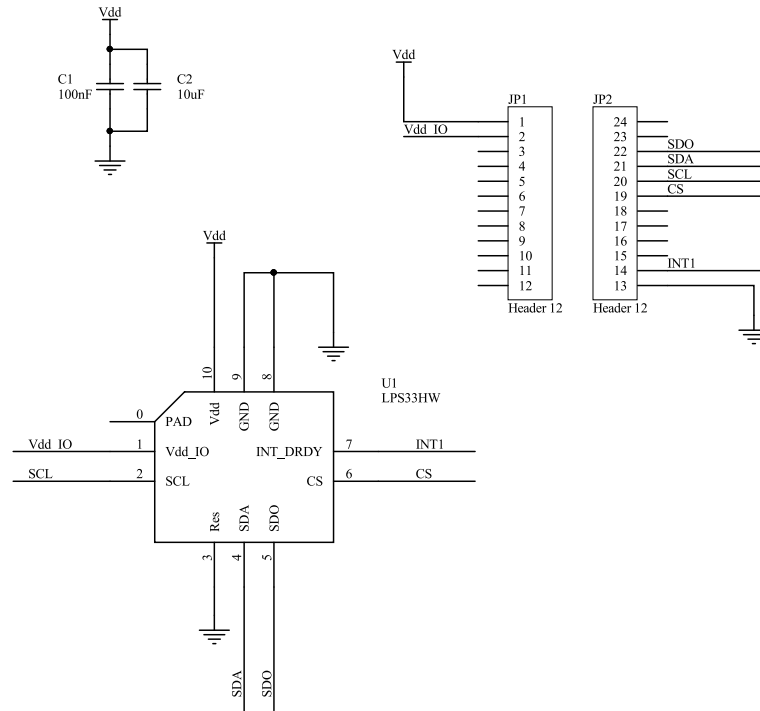 Vdd
C1
100nF
C2
10uF
Vdd
JP1
JP2
Vdd_IO
1
2
3
4
5
6
7
8
9
10
11
12
Header 12
24
23
22
21
20
19
18
17
16
15
14
13
Header 12
SDO
SDA
SCL
CS
INT1
Vdd
10
9
8
U1
LPS33HW
0
PAD
Vdd
GND
GND
Vdd_IO
1
Vdd_IO
INT_DRDY
7
INT1
SCL
2
SCL
CS
6
CS
Res
SDA
SDO
3
4
5
SDA
SDO